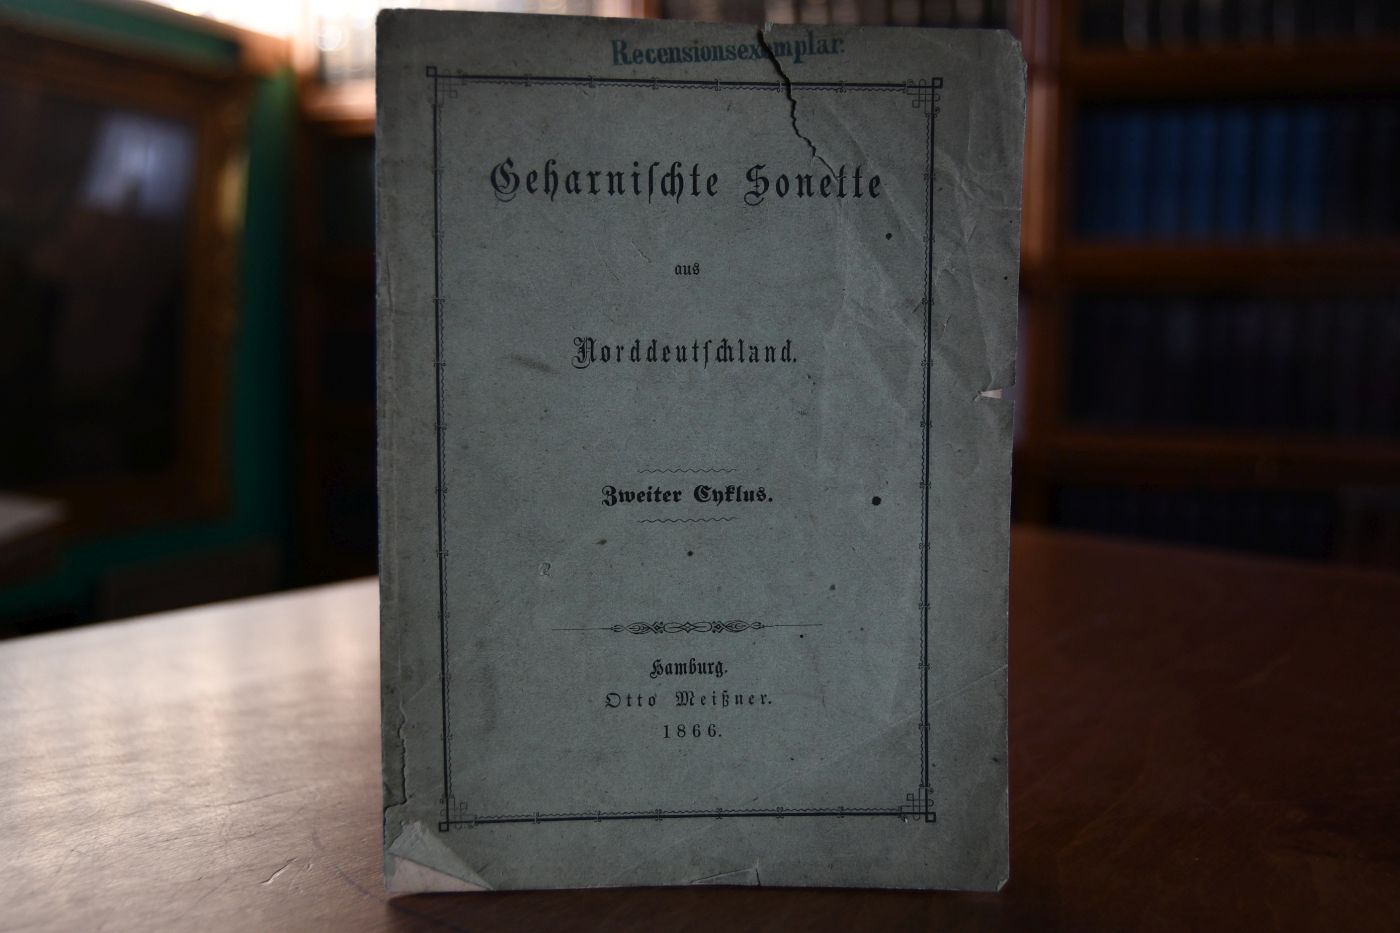 Recensionsexemplar.
Geharniſchte Sonette
aus
Norddeutſchland.
Zweiter Cyklus.
Hamburg.
Otto Meißner.
1866.